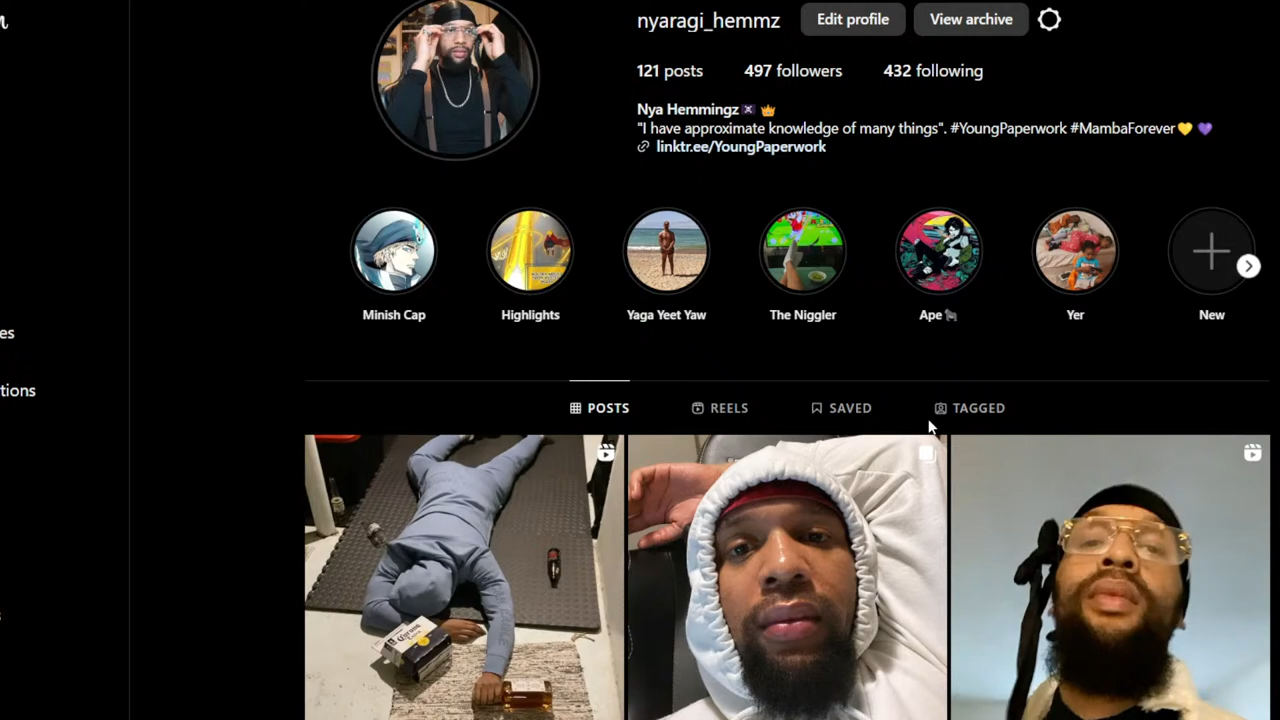 nyaragi_hemmz Edit profile View archive
121 posts 497 followers 432 following
Nya Hemmingz
"I have approximate knowledge of many things". #YoungPaperwork #MambaForever💛💜
linktr.ee/YoungPaperwork
Minish Cap Highlights Yaga Yeet Yaw The Niggler Ape🦍 Yer New
es
tions
POSTS REELS SAVED TAGGED
Corona
Extra